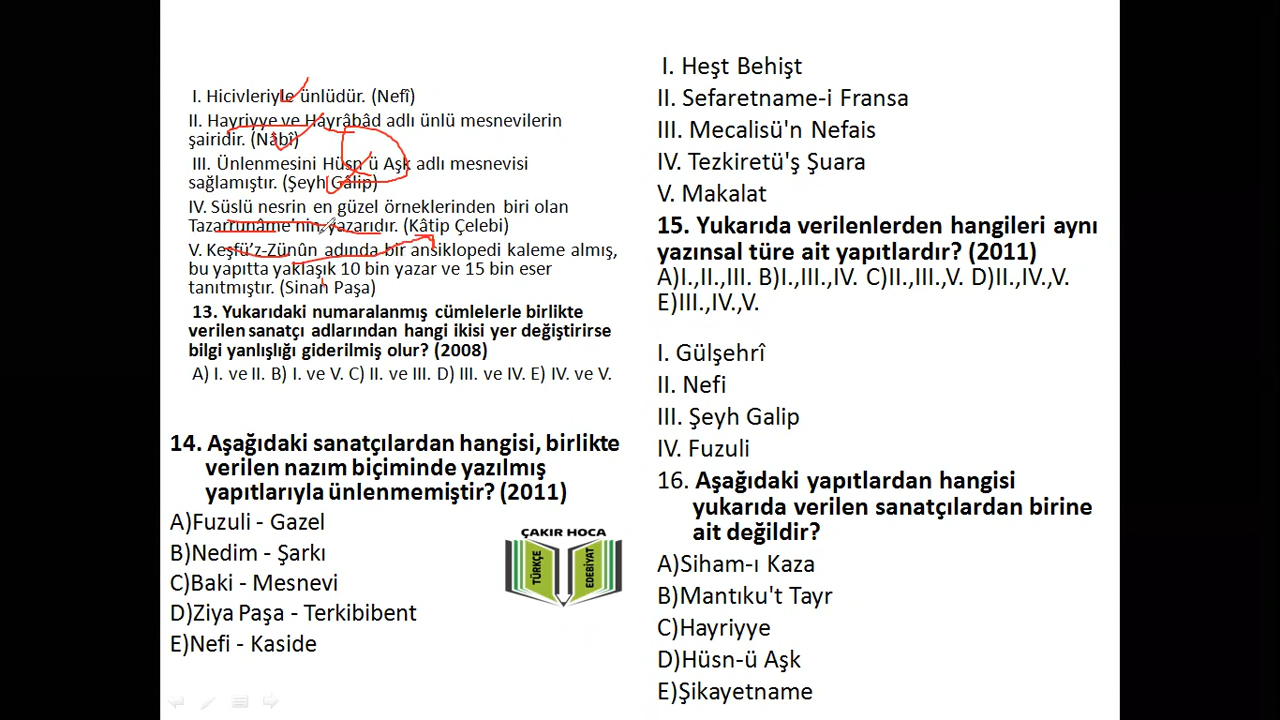 I. Hicivleriyle ünlüdür. (Nefî)
II. Hayriyye ve Hayrâbâd adlı ünlü mesnevilerin
şairidir. (Nâbî)
III. Ünlenmesini Hüsn ü Aşk adlı mesnevisi
sağlamıştır. (Şeyh Gâlip)
IV. Süslü nesrin en güzel örneklerinden biri olan
Tazarrunâme'nin yazarıdır. (Kâtip Çelebi)
V. Keşfü'z-Zünûn adında bir ansiklopedi kaleme almış,
bu yapıtta yaklaşık 10 bin yazar ve 15 bin eser
tanıtmıştır. (Sinan Paşa)
13. Yukarıdaki numaralanmış cümlelerle birlikte
verilen sanatçı adlarından hangi ikisi yer değiştirirse
bilgi yanlışlığı giderilmiş olur? (2008)
A) I. ve II. B) I. ve V. C) II. ve III. D) III. ve IV. E) IV. ve V.
14. Aşağıdaki sanatçılardan hangisi, birlikte
verilen nazım biçiminde yazılmış
yapıtlarıyla ünlenmemiştir? (2011)
A)Fuzuli - Gazel
B)Nedim - Şarkı
C)Baki - Mesnevi
D)Ziya Paşa - Terkibibent
E)Nefi - Kaside
ÇAKIR HOCA
TÜRKÇE
EDEBİYAT
I. Heşt Behişt
II. Sefaretname-i Fransa
III. Mecalisü'n Nefais
IV. Tezkiretü'ş Şuara
V. Makalat
15. Yukarıda verilenlerden hangileri aynı
yazınsal türe ait yapıtlardır? (2011)
A)I.,II.,III. B)I.,III.,IV. C)II.,III.,V. D)II.,IV.,V.
E)III.,IV.,V.
I. Gülşehrî
II. Nefi
III. Şeyh Galip
IV. Fuzuli
16. Aşağıdaki yapıtlardan hangisi
yukarıda verilen sanatçılardan birine
ait değildir?
A)Siham-ı Kaza
B)Mantıku't Tayr
C)Hayriyye
D)Hüsn-ü Aşk
E)Şikayetname